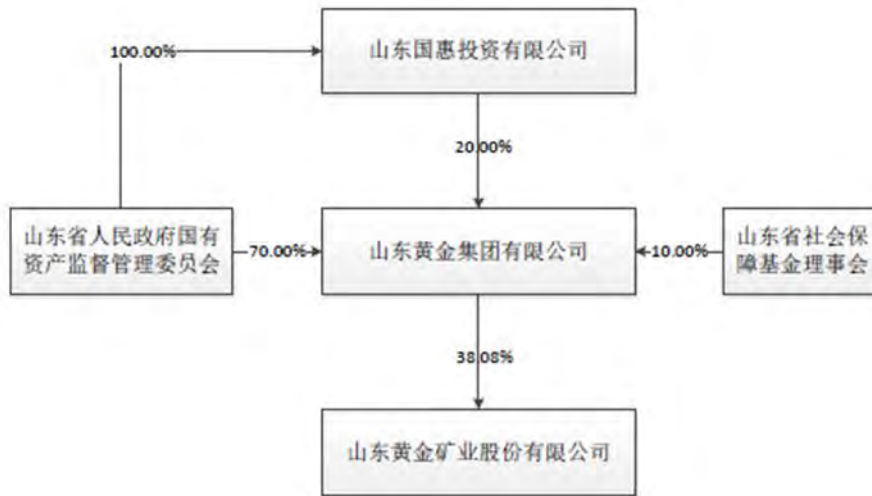 100.00%
山东国惠投资有限公司
20.00%
山东省人民政府国有
资产监督管理委员会
70.00%
山东黄金集团有限公司
10.00%
山东省社会保
障基金理事会
38.08%
山东黄金矿业股份有限公司